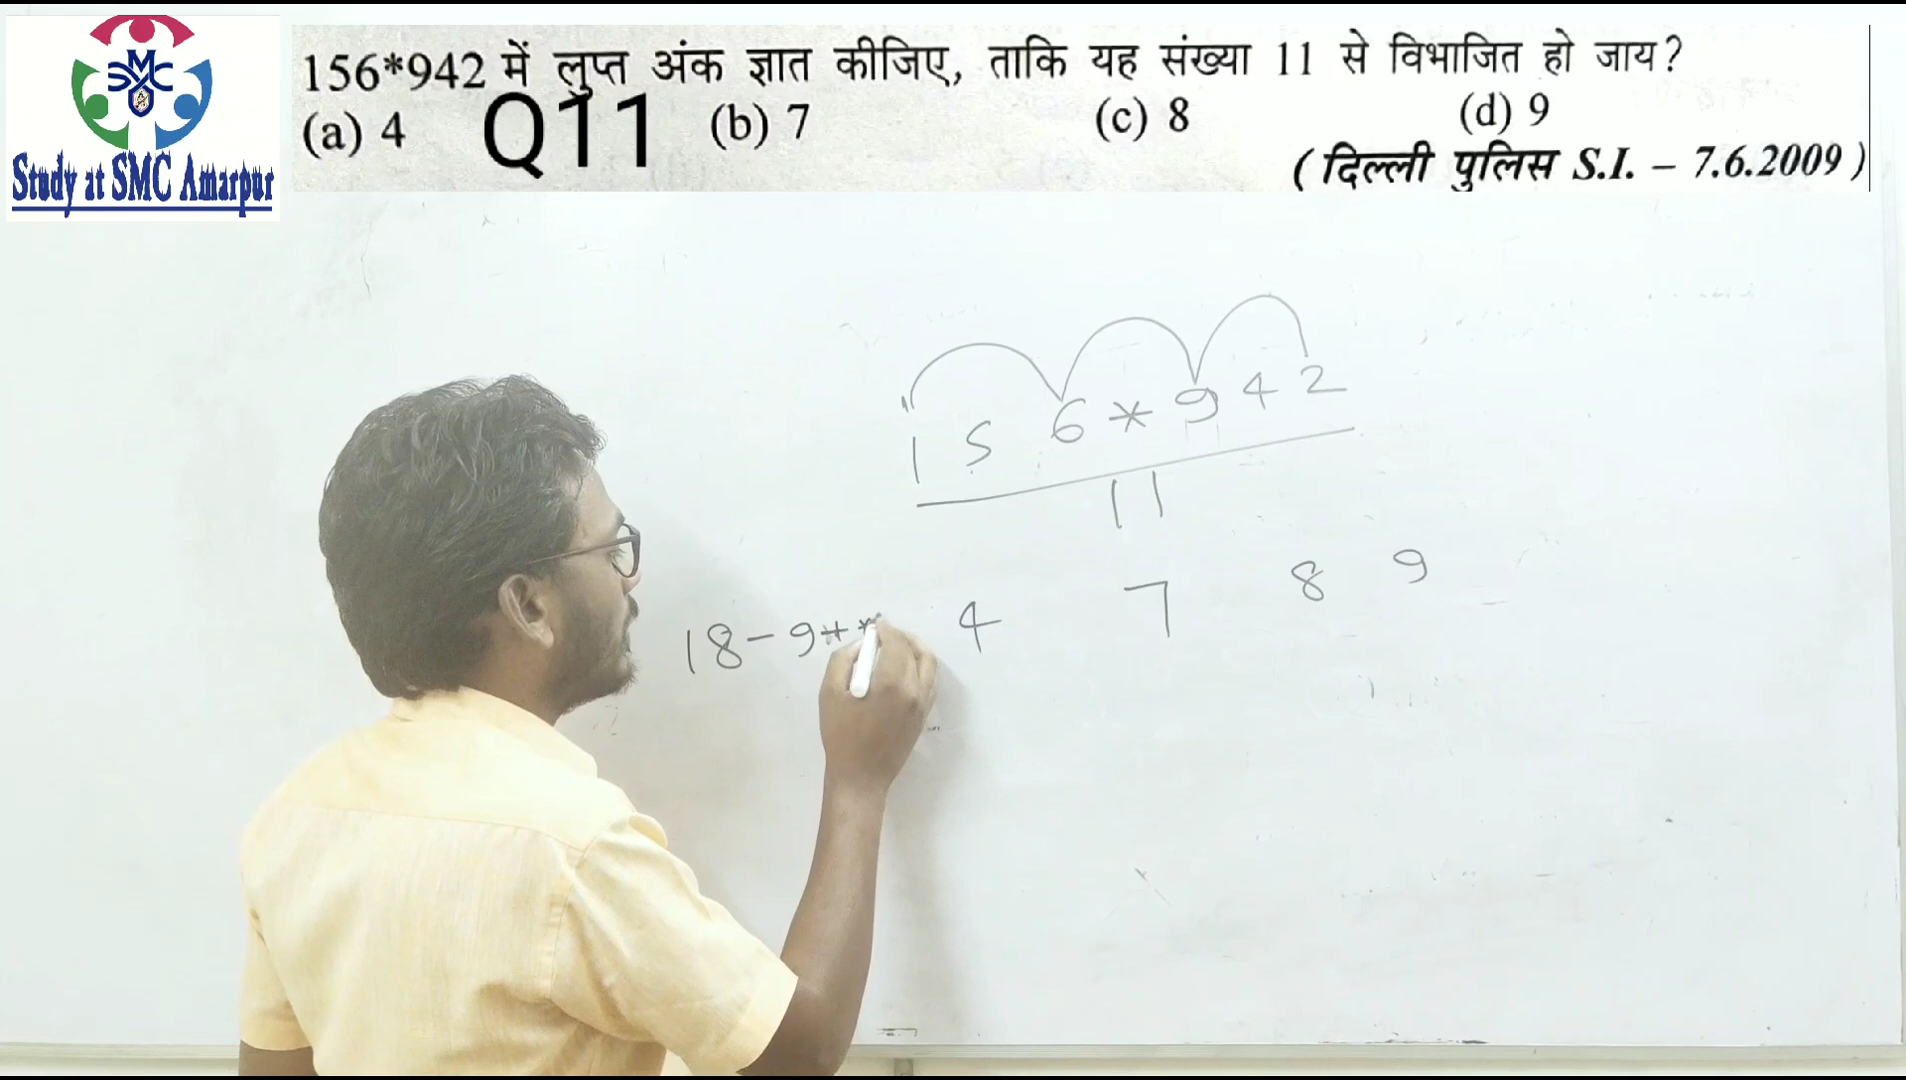 SMC
Study at SMC Amarpur
156*942 में लुप्त अंक ज्ञात कीजिए, ताकि यह संख्या 11 से विभाजित हो जाय?
(a) 4 (b) 7 (c) 8 (d) 9
Q11
( दिल्ली पुलिस S.I. – 7.6.2009 )
1 5 6 * 9 4 2
11
18-9+* 4 7 8 9